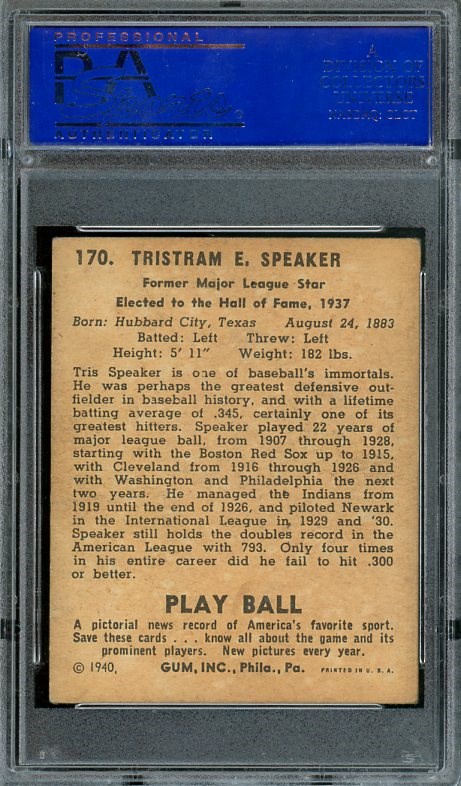 PROFESSIONAL
AUTHENTICATOR
170. TRISTRAM E. SPEAKER
Former Major League Star
Elected to the Hall of Fame, 1937
Born: Hubbard City, Texas August 24, 1883
Batted: Left Threw: Left
Height: 5' 11" Weight: 182 lbs.
Tris Speaker is one of baseball's immortals.
He was perhaps the greatest defensive out-
fielder in baseball history, and with a lifetime
batting average of .345, certainly one of its
greatest hitters. Speaker played 22 years of
major league ball, from 1907 through 1928,
starting with the Boston Red Sox up to 1915,
with Cleveland from 1916 through 1926 and
with Washington and Philadelphia the next
two years. He managed the Indians from
1919 until the end of 1926, and piloted Newark
in the International League in 1929 and '30.
Speaker still holds the doubles record in the
American League with 793. Only four times
in his entire career did he fail to hit .300
or better.
PLAY BALL
A pictorial news record of America's favorite sport.
Save these cards . . . know all about the game and its
prominent players. New pictures every year.
© 1940, GUM, INC., Phila., Pa. PRINTED IN U. S. A.